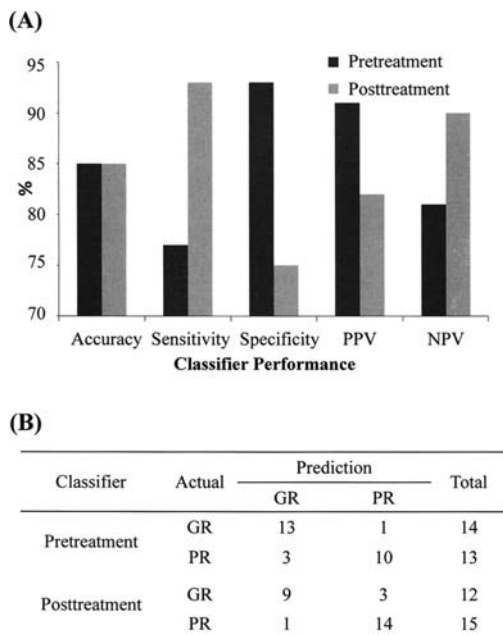 (A)
95
90
85
80
75
70
%
Pretreatment
Posttreatment
Accuracy Sensitivity Specificity PPV NPV
Classifier Performance
(B)
Classifier Actual Prediction Total
GR PR
Pretreatment GR 13 1 14
PR 3 10 13
Posttreatment GR 9 3 12
PR 1 14 15